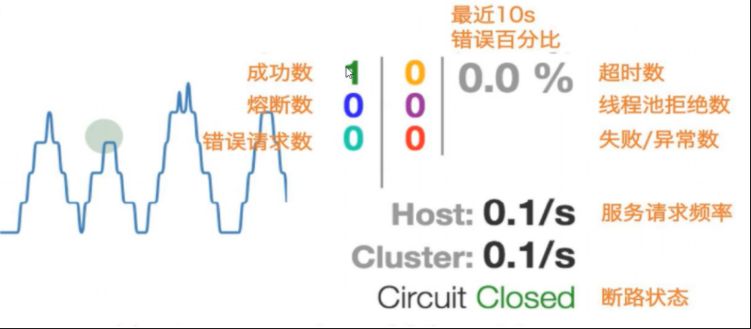 最近10s
错误百分比
成功数 1 0 0.0 % 超时数
熔断数 0 0 线程池拒绝数
错误请求数 0 0 失败/异常数
Host: 0.1/s 服务请求频率
Cluster: 0.1/s
Circuit Closed 断路状态